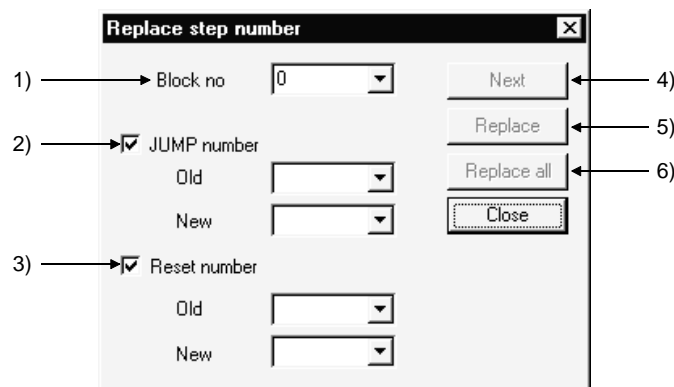 Replace step number
1) Block no 0 Next 4)
Replace 5)
2) JUMP number
Replace all 6)
Old
New Close
3) Reset number
Old
New